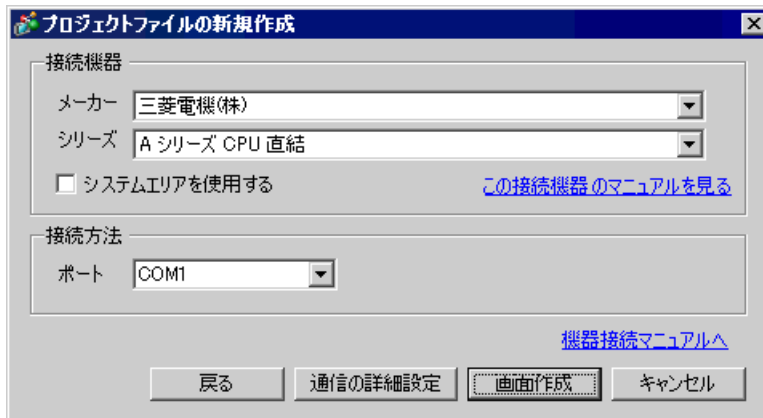 プロジェクトファイルの新規作成
接続機器
メーカー 三菱電機(株)
シリーズ A シリーズ CPU 直結
システムエリアを使用する この接続機器のマニュアルを見る
接続方法
ポート COM1
機器接続マニュアルへ
戻る 通信の詳細設定 画面作成 キャンセル